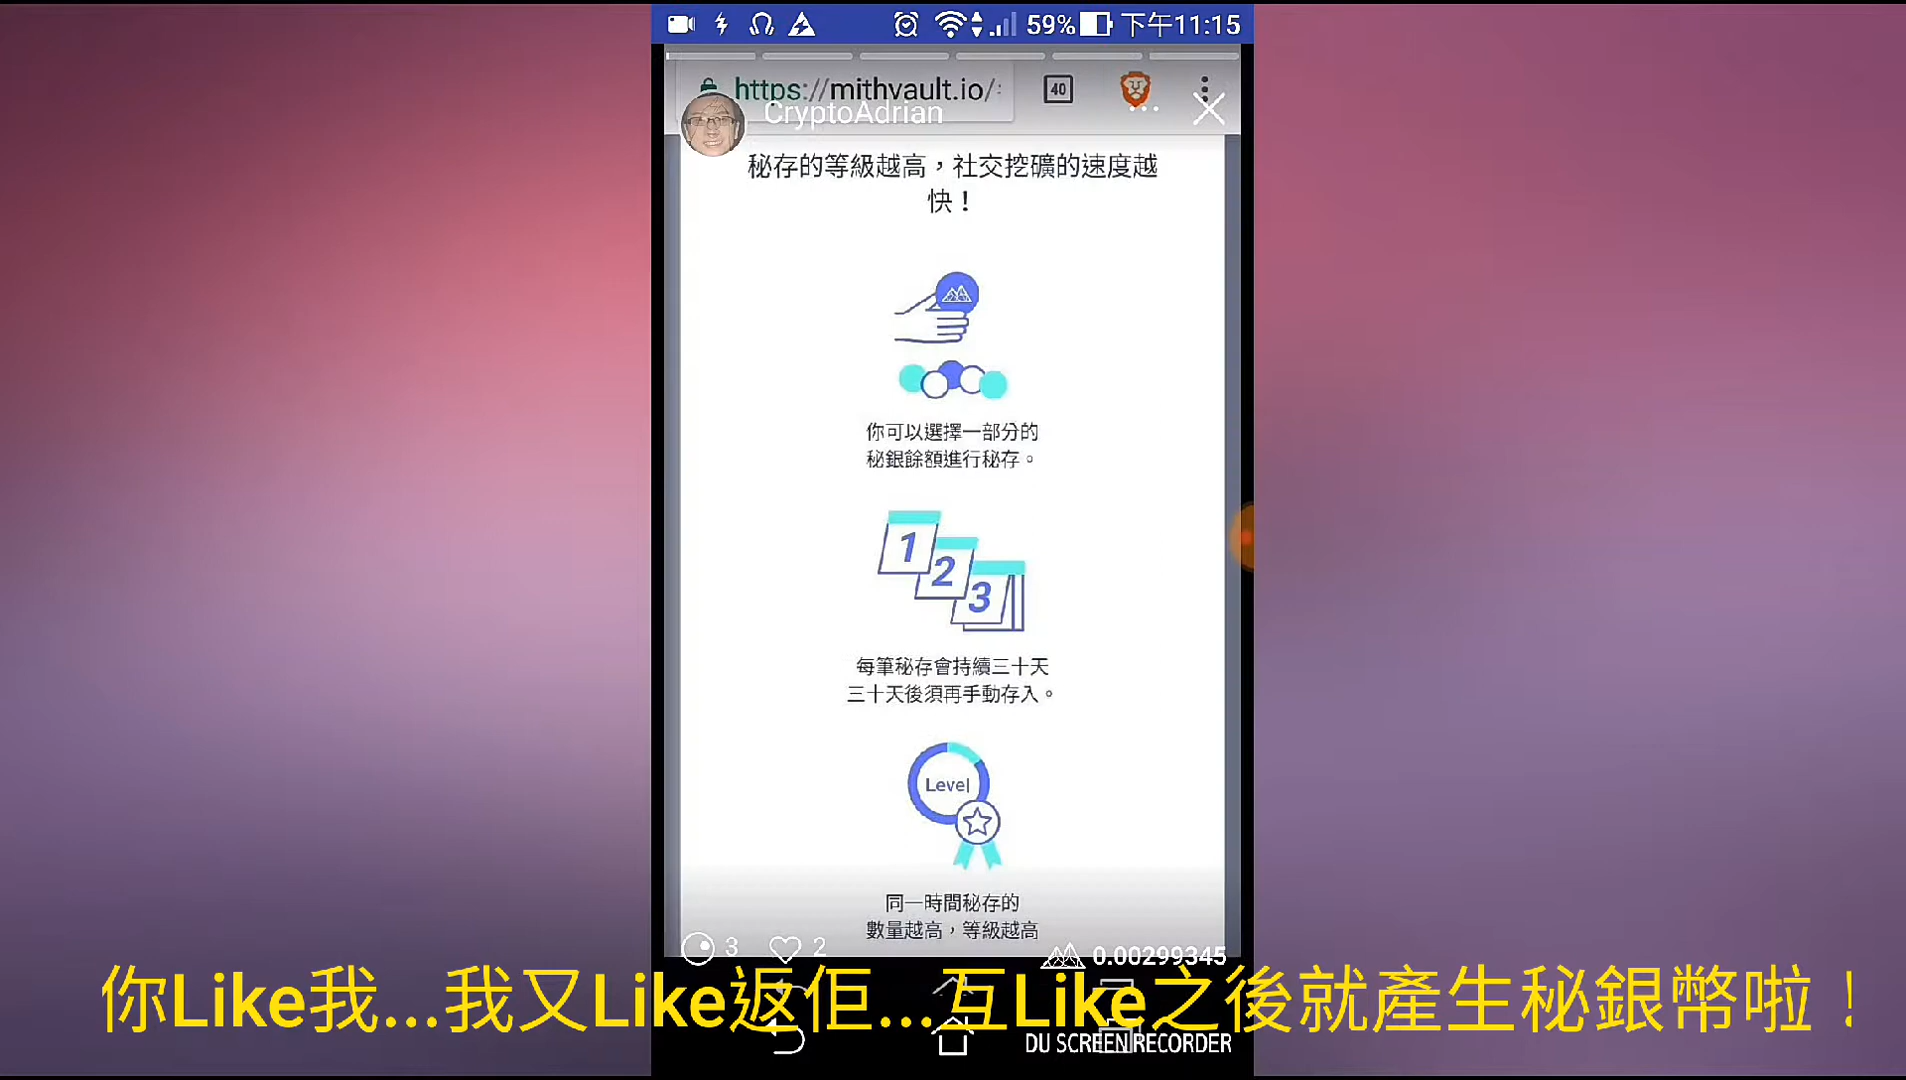 59% 下午11:15
https://mithvault.io/
40
CryptoAdrian
秘存的等級越高，社交挖礦的速度越
快！
你可以選擇一部分的
秘銀餘額進行秘存。
1
2
3
每筆秘存會持續三十天
三十天後須再手動存入。
Level
同一時間秘存的
數量越高，等級越高
3 2 0.00299345
你Like我...我又Like返佢...互Like之後就產生秘銀幣啦！
DU SCREEN RECORDER